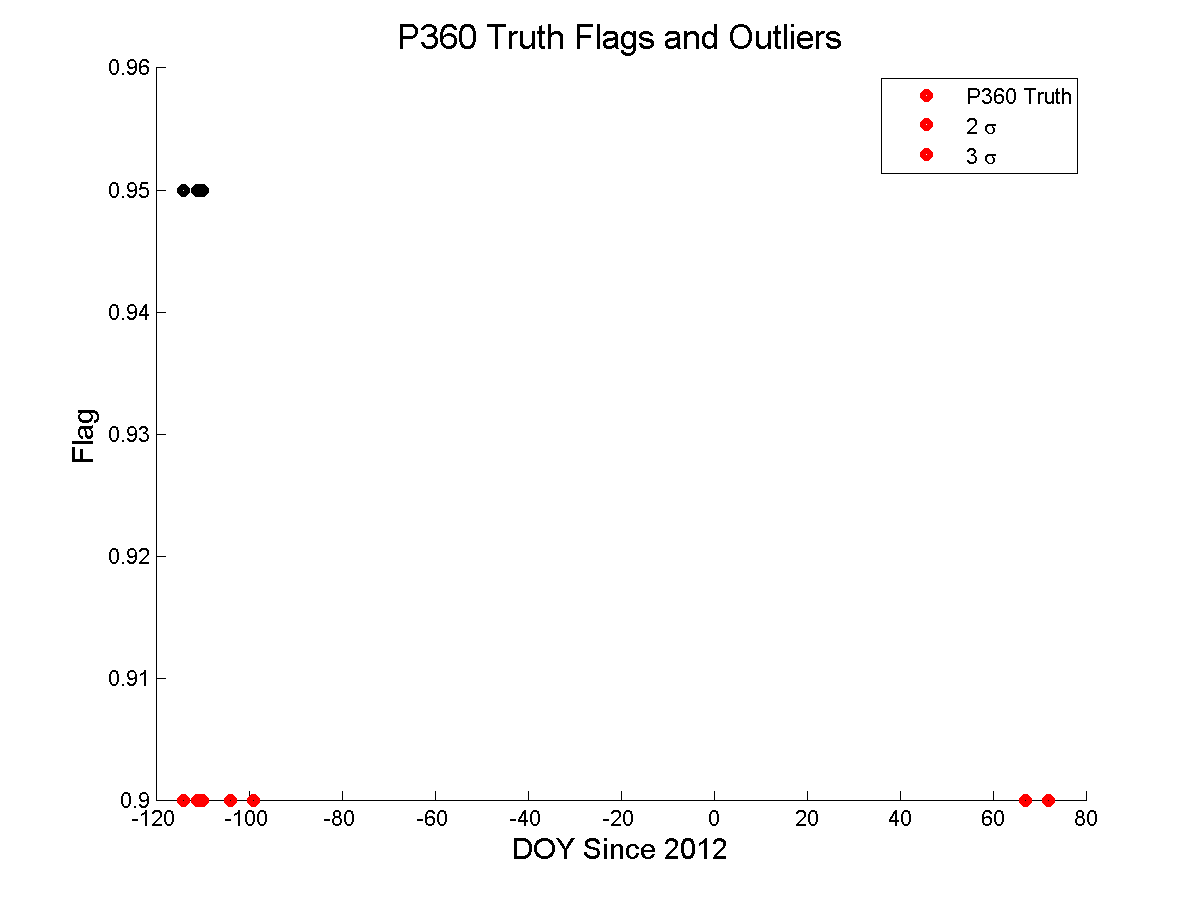 P360 Truth Flags and Outliers
0.96
P360 Truth
2 σ
3 σ
0.95
0.94
0.93
Flag
0.92
0.91
0.9
-120 -100 -80 -60 -40 -20 0 20 40 60 80
DOY Since 2012